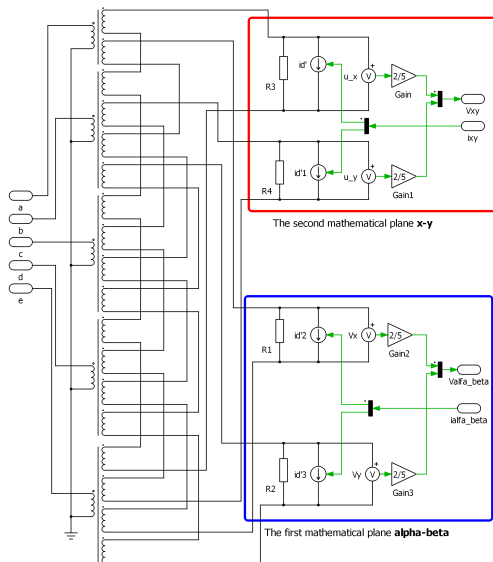 id'
R3
u_x
2/5
V
Gain
Vxy
ixy
id'1
R4
u_y
2/5
V
Gain1
The second mathematical plane x-y
a
b
c
d
e
id'2
R1
Vx
V
2/5
Gain2
Valfa_beta
ialfa_beta
id'3
R2
Vy
V
2/5
Gain3
The first mathematical plane alpha-beta